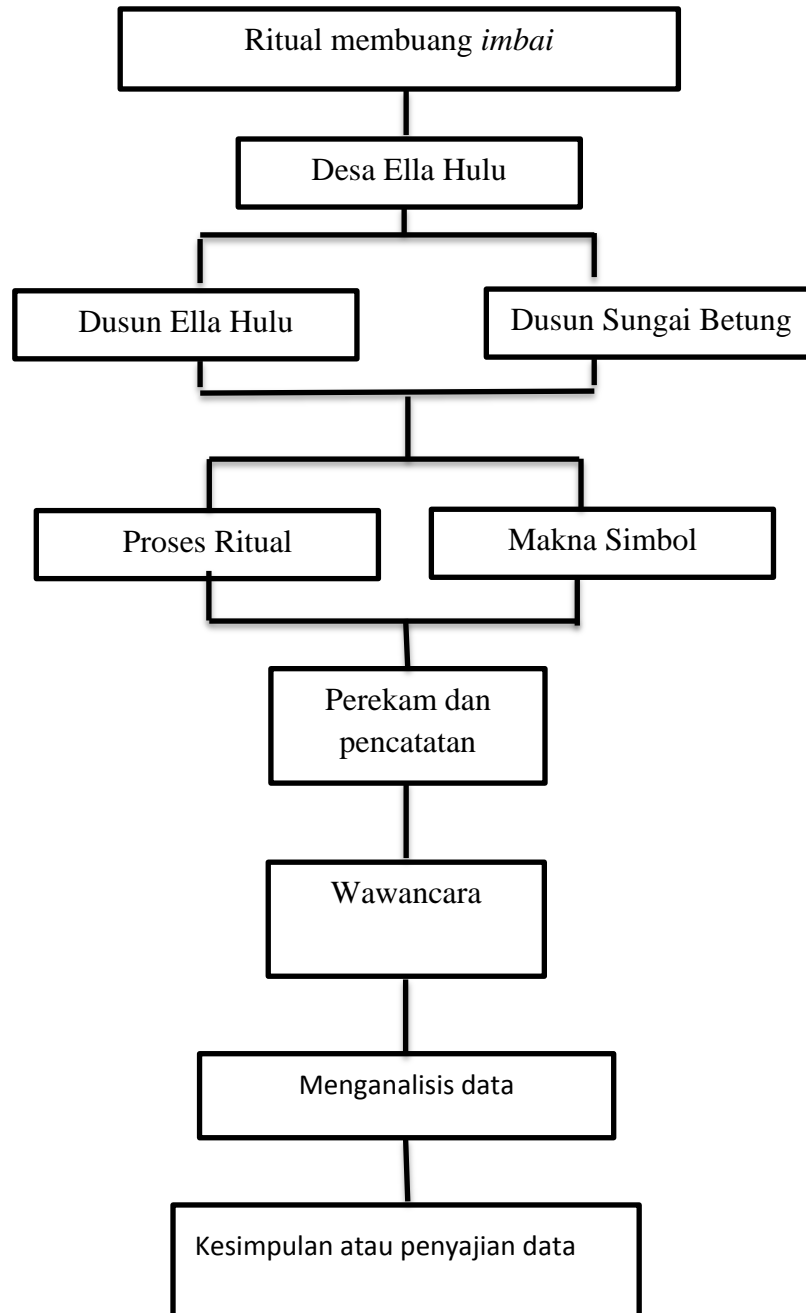 Ritual membuang imbai
Desa Ella Hulu
Dusun Ella Hulu
Dusun Sungai Betung
Proses Ritual
Makna Simbol
Perekam dan
pencatatan
Wawancara
Menganalisis data
Kesimpulan atau penyajian data